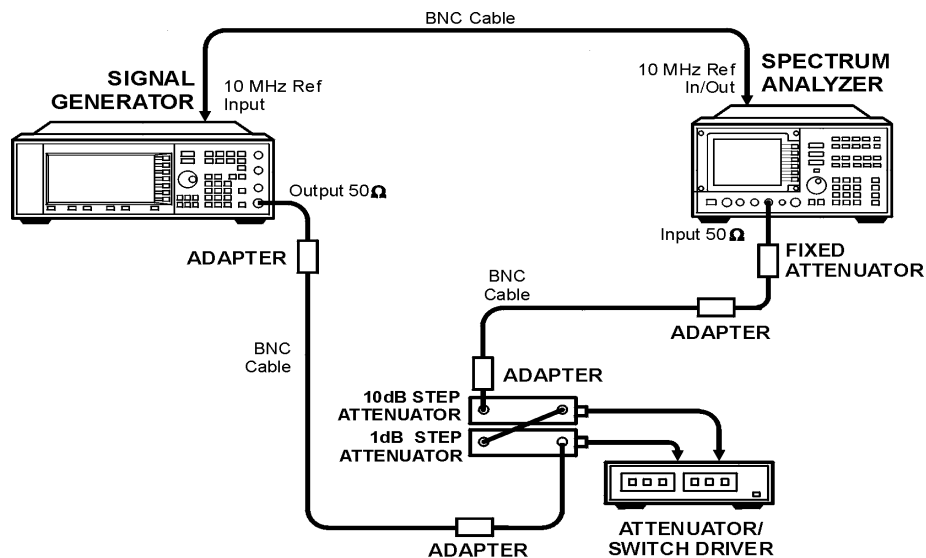 BNC Cable
SIGNAL
GENERATOR
10 MHz Ref
Input
10 MHz Ref
In/Out
SPECTRUM
ANALYZER
Output 50Ω
Input 50Ω
ADAPTER
FIXED
ATTENUATOR
BNC
Cable
ADAPTER
BNC
Cable
ADAPTER
10dB STEP
ATTENUATOR
1dB STEP
ATTENUATOR
ADAPTER
ATTENUATOR/
SWITCH DRIVER